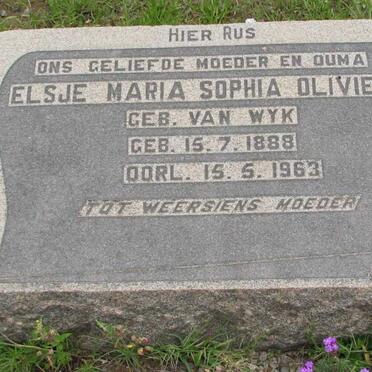 HIER RUS
ONS GELIEFDE MOEDER EN OUMA
ELSJE MARIA SOPHIA OLIVIE
GEB. VAN WYK
GEB. 15. 7. 1888
OORL. 15. 5. 1963
TOT WEERSIENS MOEDER